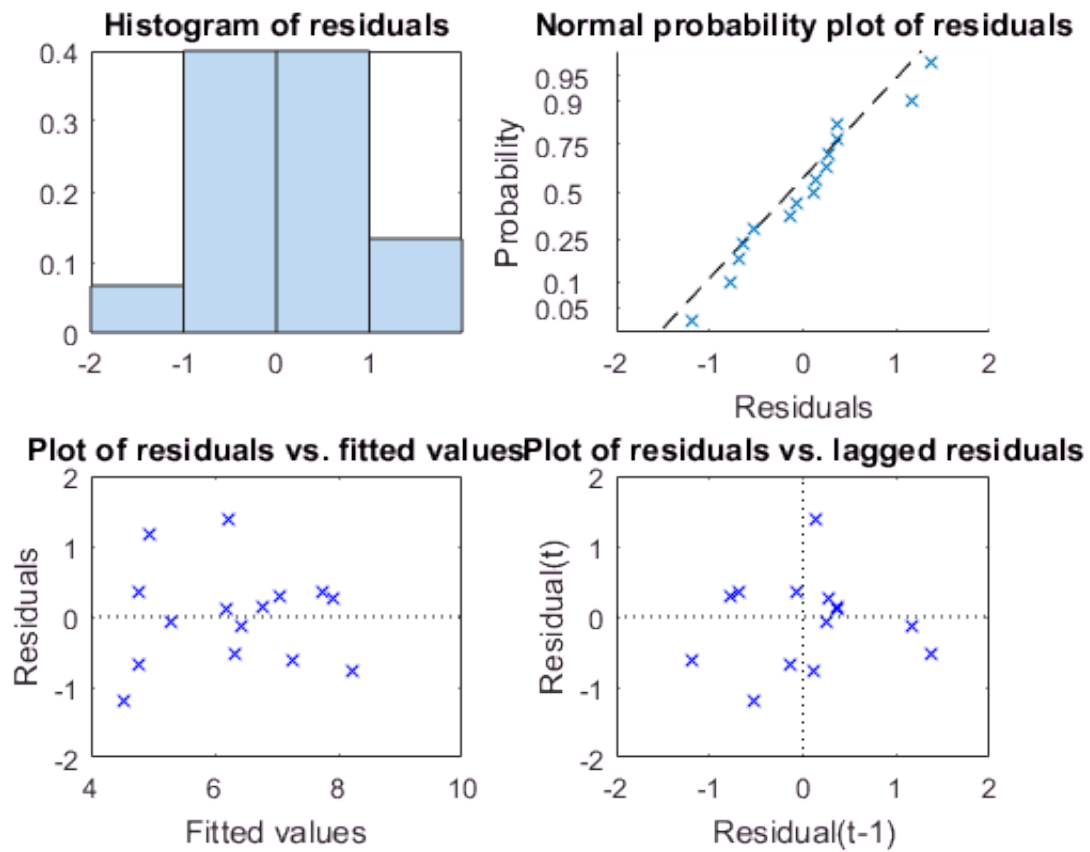 Histogram of residuals
0.4
0.3
0.2
0.1
0
-2 -1 0 1
Normal probability plot of residuals
Probability
0.95
0.9
0.75
0.5
0.25
0.1
0.05
-2 -1 0 1 2
Residuals
Plot of residuals vs. fitted values
Residuals
2
1
0
-1
-2
4 6 8 10
Fitted values
Plot of residuals vs. lagged residuals
Residual(t)
2
1
0
-1
-2
-2 -1 0 1 2
Residual(t-1)